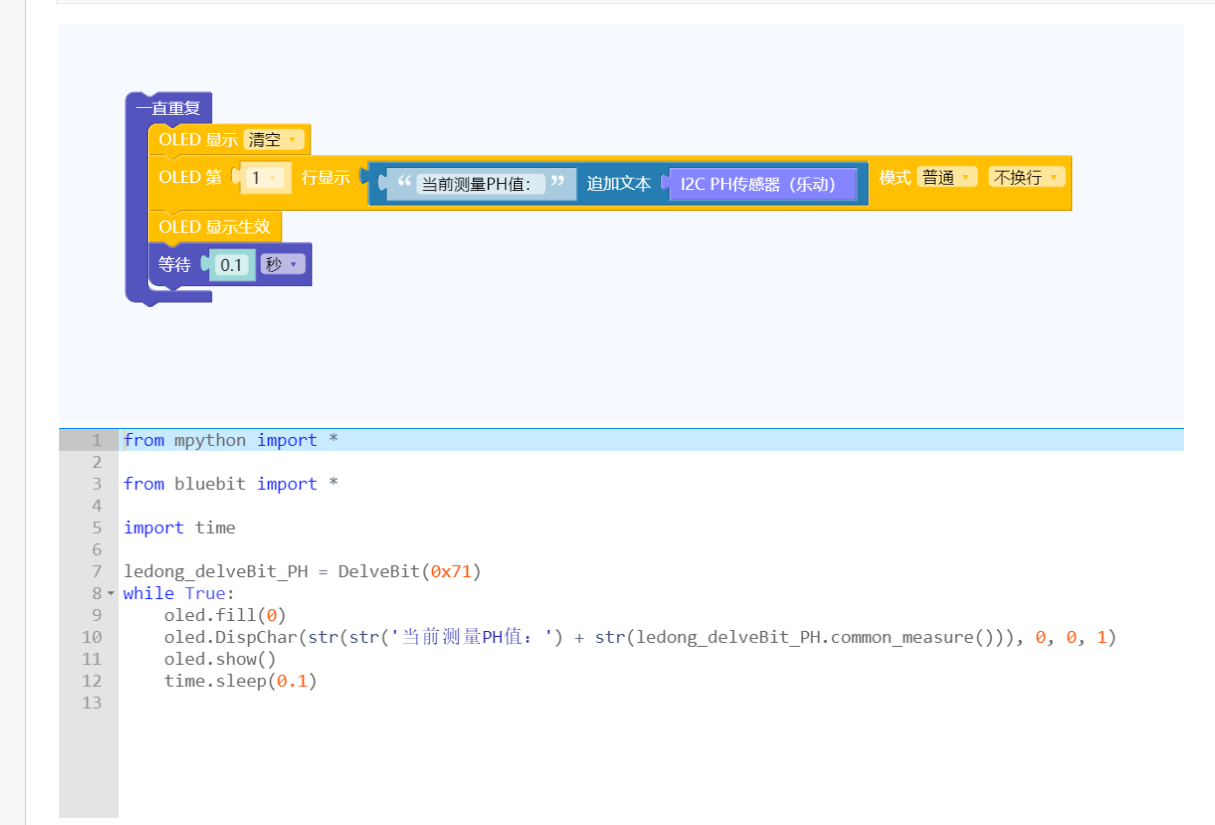 一直重复
OLED 显示 清空
OLED 第 1 行显示 “ 当前测量PH值： ” 追加文本 I2C PH传感器（乐动） 模式 普通 不换行
OLED 显示生效
等待 0.1 秒
1 from mpython import *
2
3 from bluebit import *
4
5 import time
6
7 ledong_delveBit_PH = DelveBit(0x71)
8 while True:
9 oled.fill(0)
10 oled.DispChar(str(str('当前测量PH值：') + str(ledong_delveBit_PH.common_measure())), 0, 0, 1)
11 oled.show()
12 time.sleep(0.1)
13